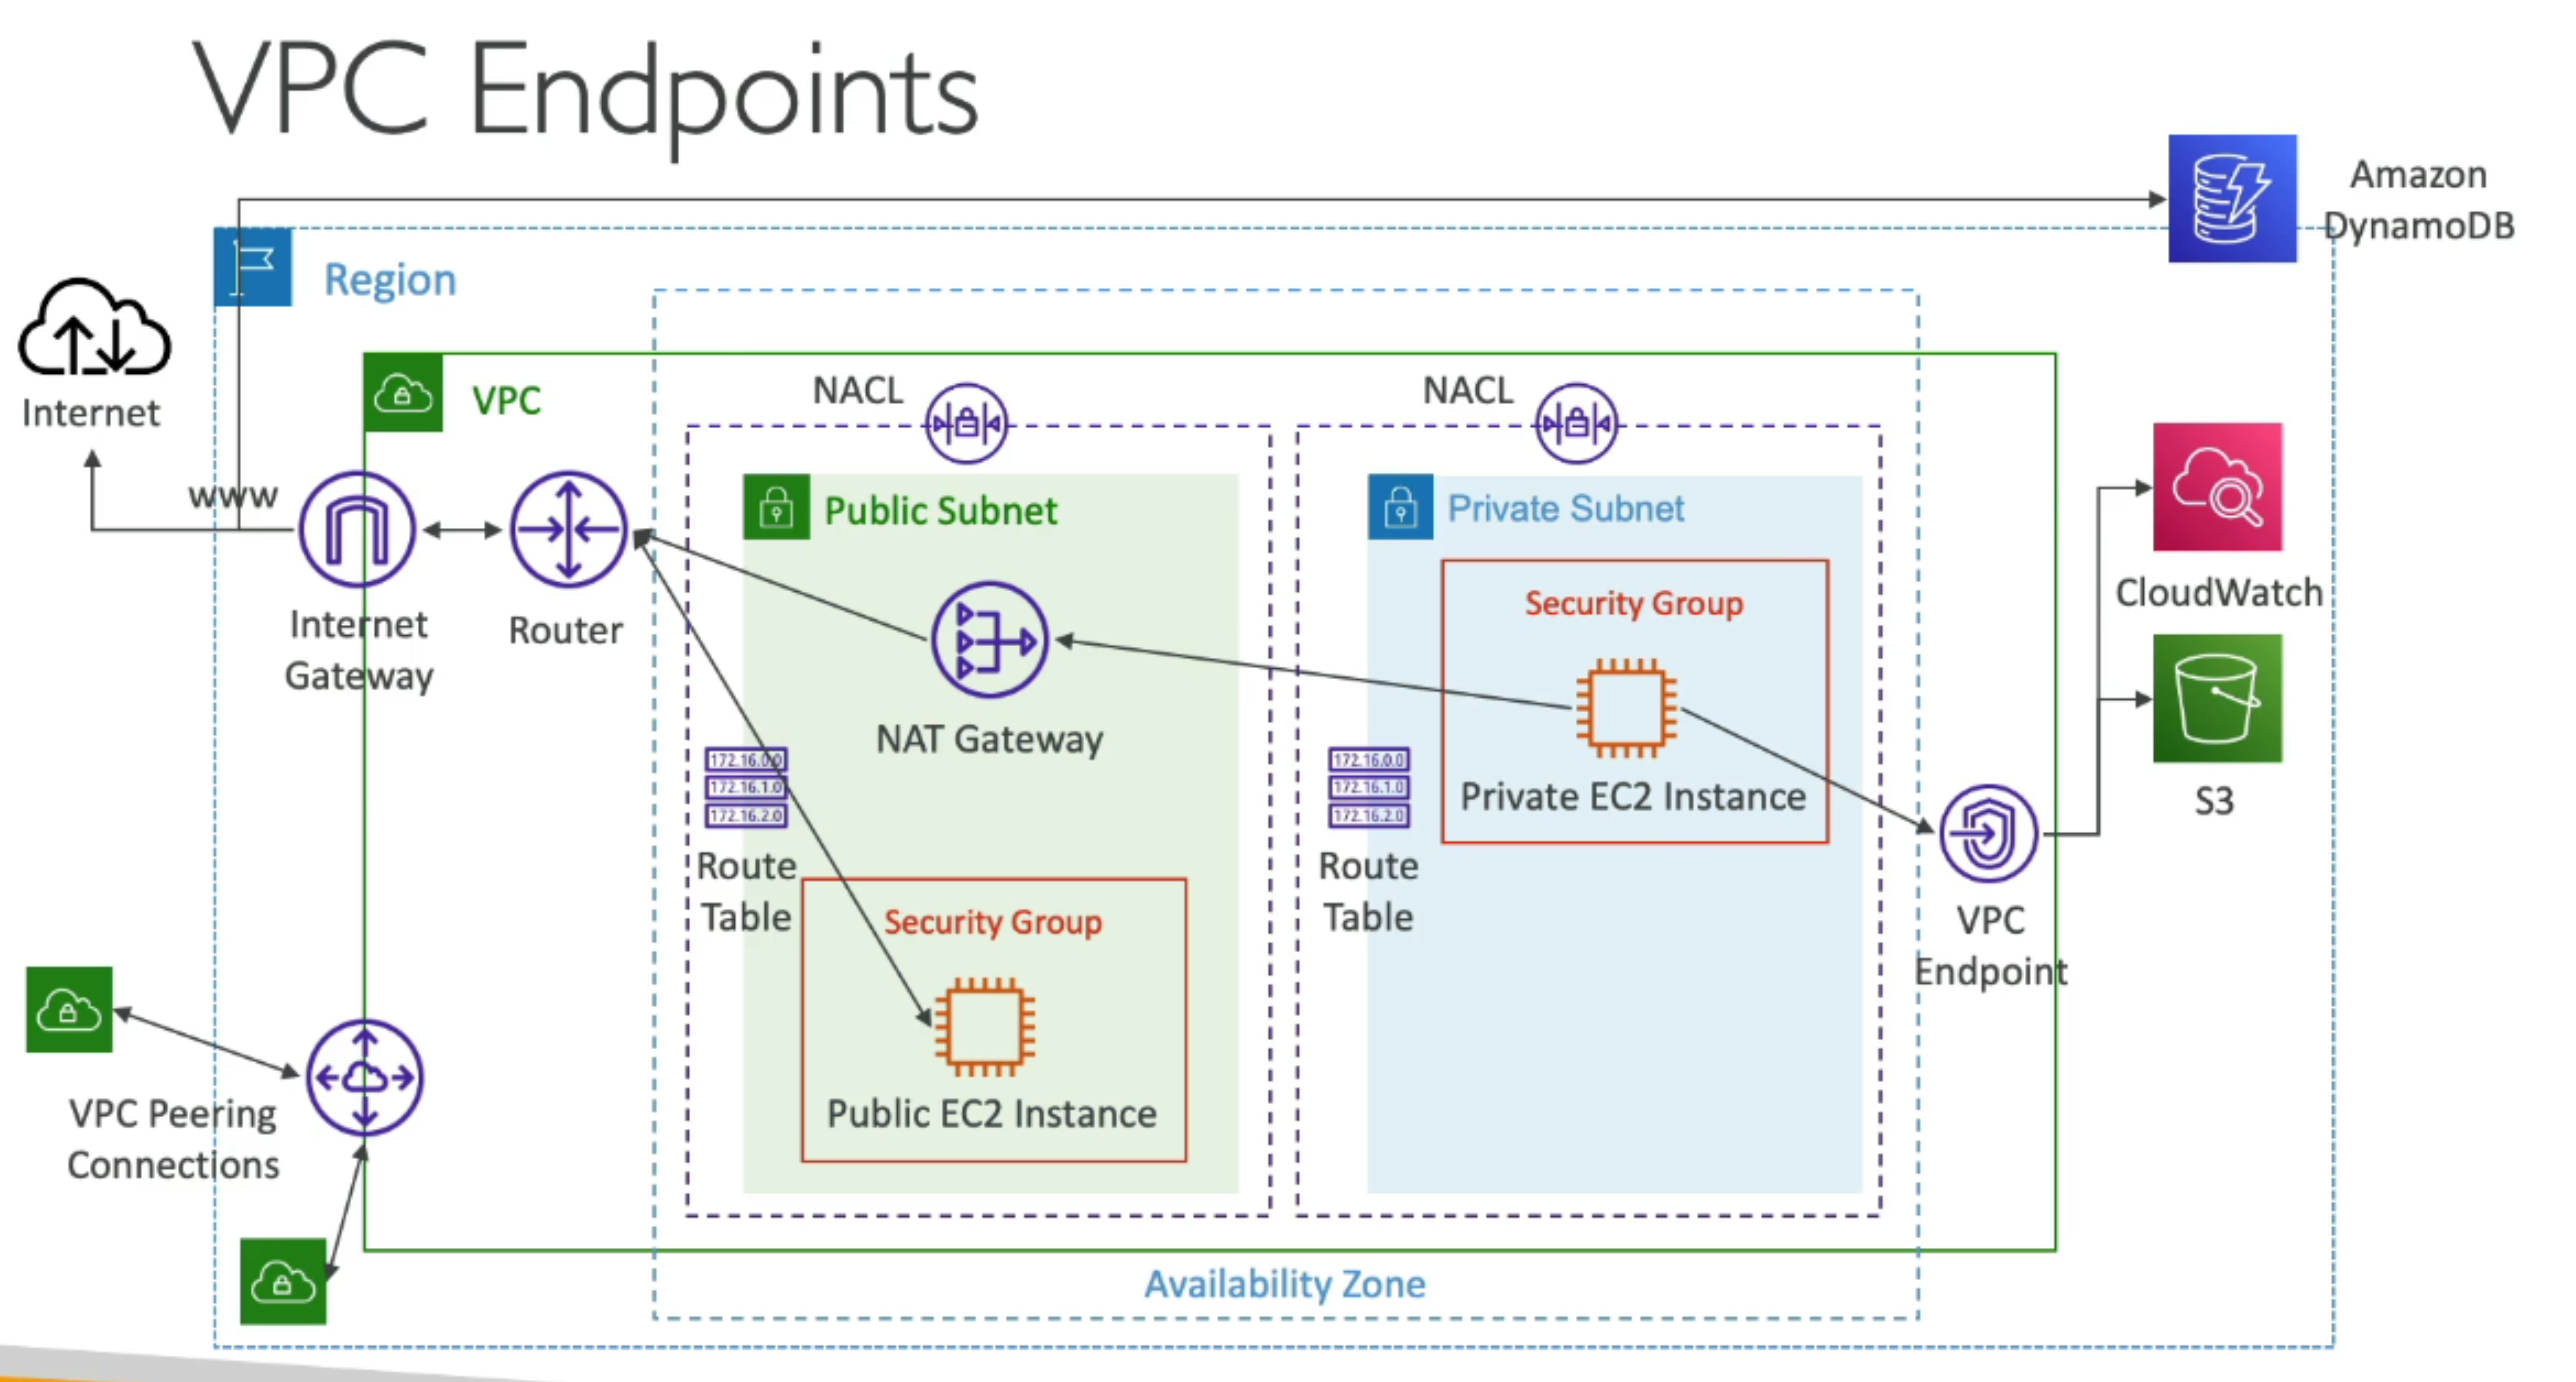 VPC Endpoints
Amazon
DynamoDB
Region
Internet
VPC
NACL
NACL
www
Public Subnet
Private Subnet
CloudWatch
Internet
Gateway
Router
Security Group
NAT Gateway
172.16.0.0
172.16.1.0
172.16.2.0
Route
Table
172.16.0.0
172.16.1.0
172.16.2.0
Route
Table
Private EC2 Instance
S3
VPC
Endpoint
Security Group
Public EC2 Instance
VPC Peering
Connections
Availability Zone